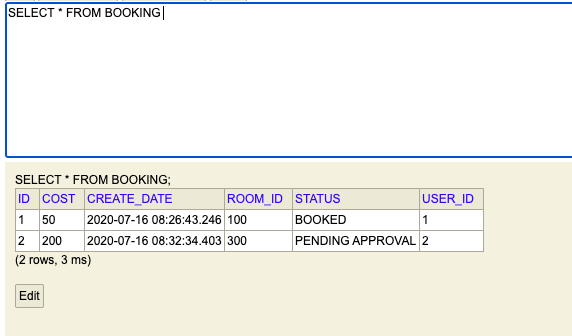 SELECT * FROM BOOKING
SELECT * FROM BOOKING;
ID COST CREATE_DATE ROOM_ID STATUS USER_ID
1 50 2020-07-16 08:26:43.246 100 BOOKED 1
2 200 2020-07-16 08:32:34.403 300 PENDING APPROVAL 2
(2 rows, 3 ms)
Edit